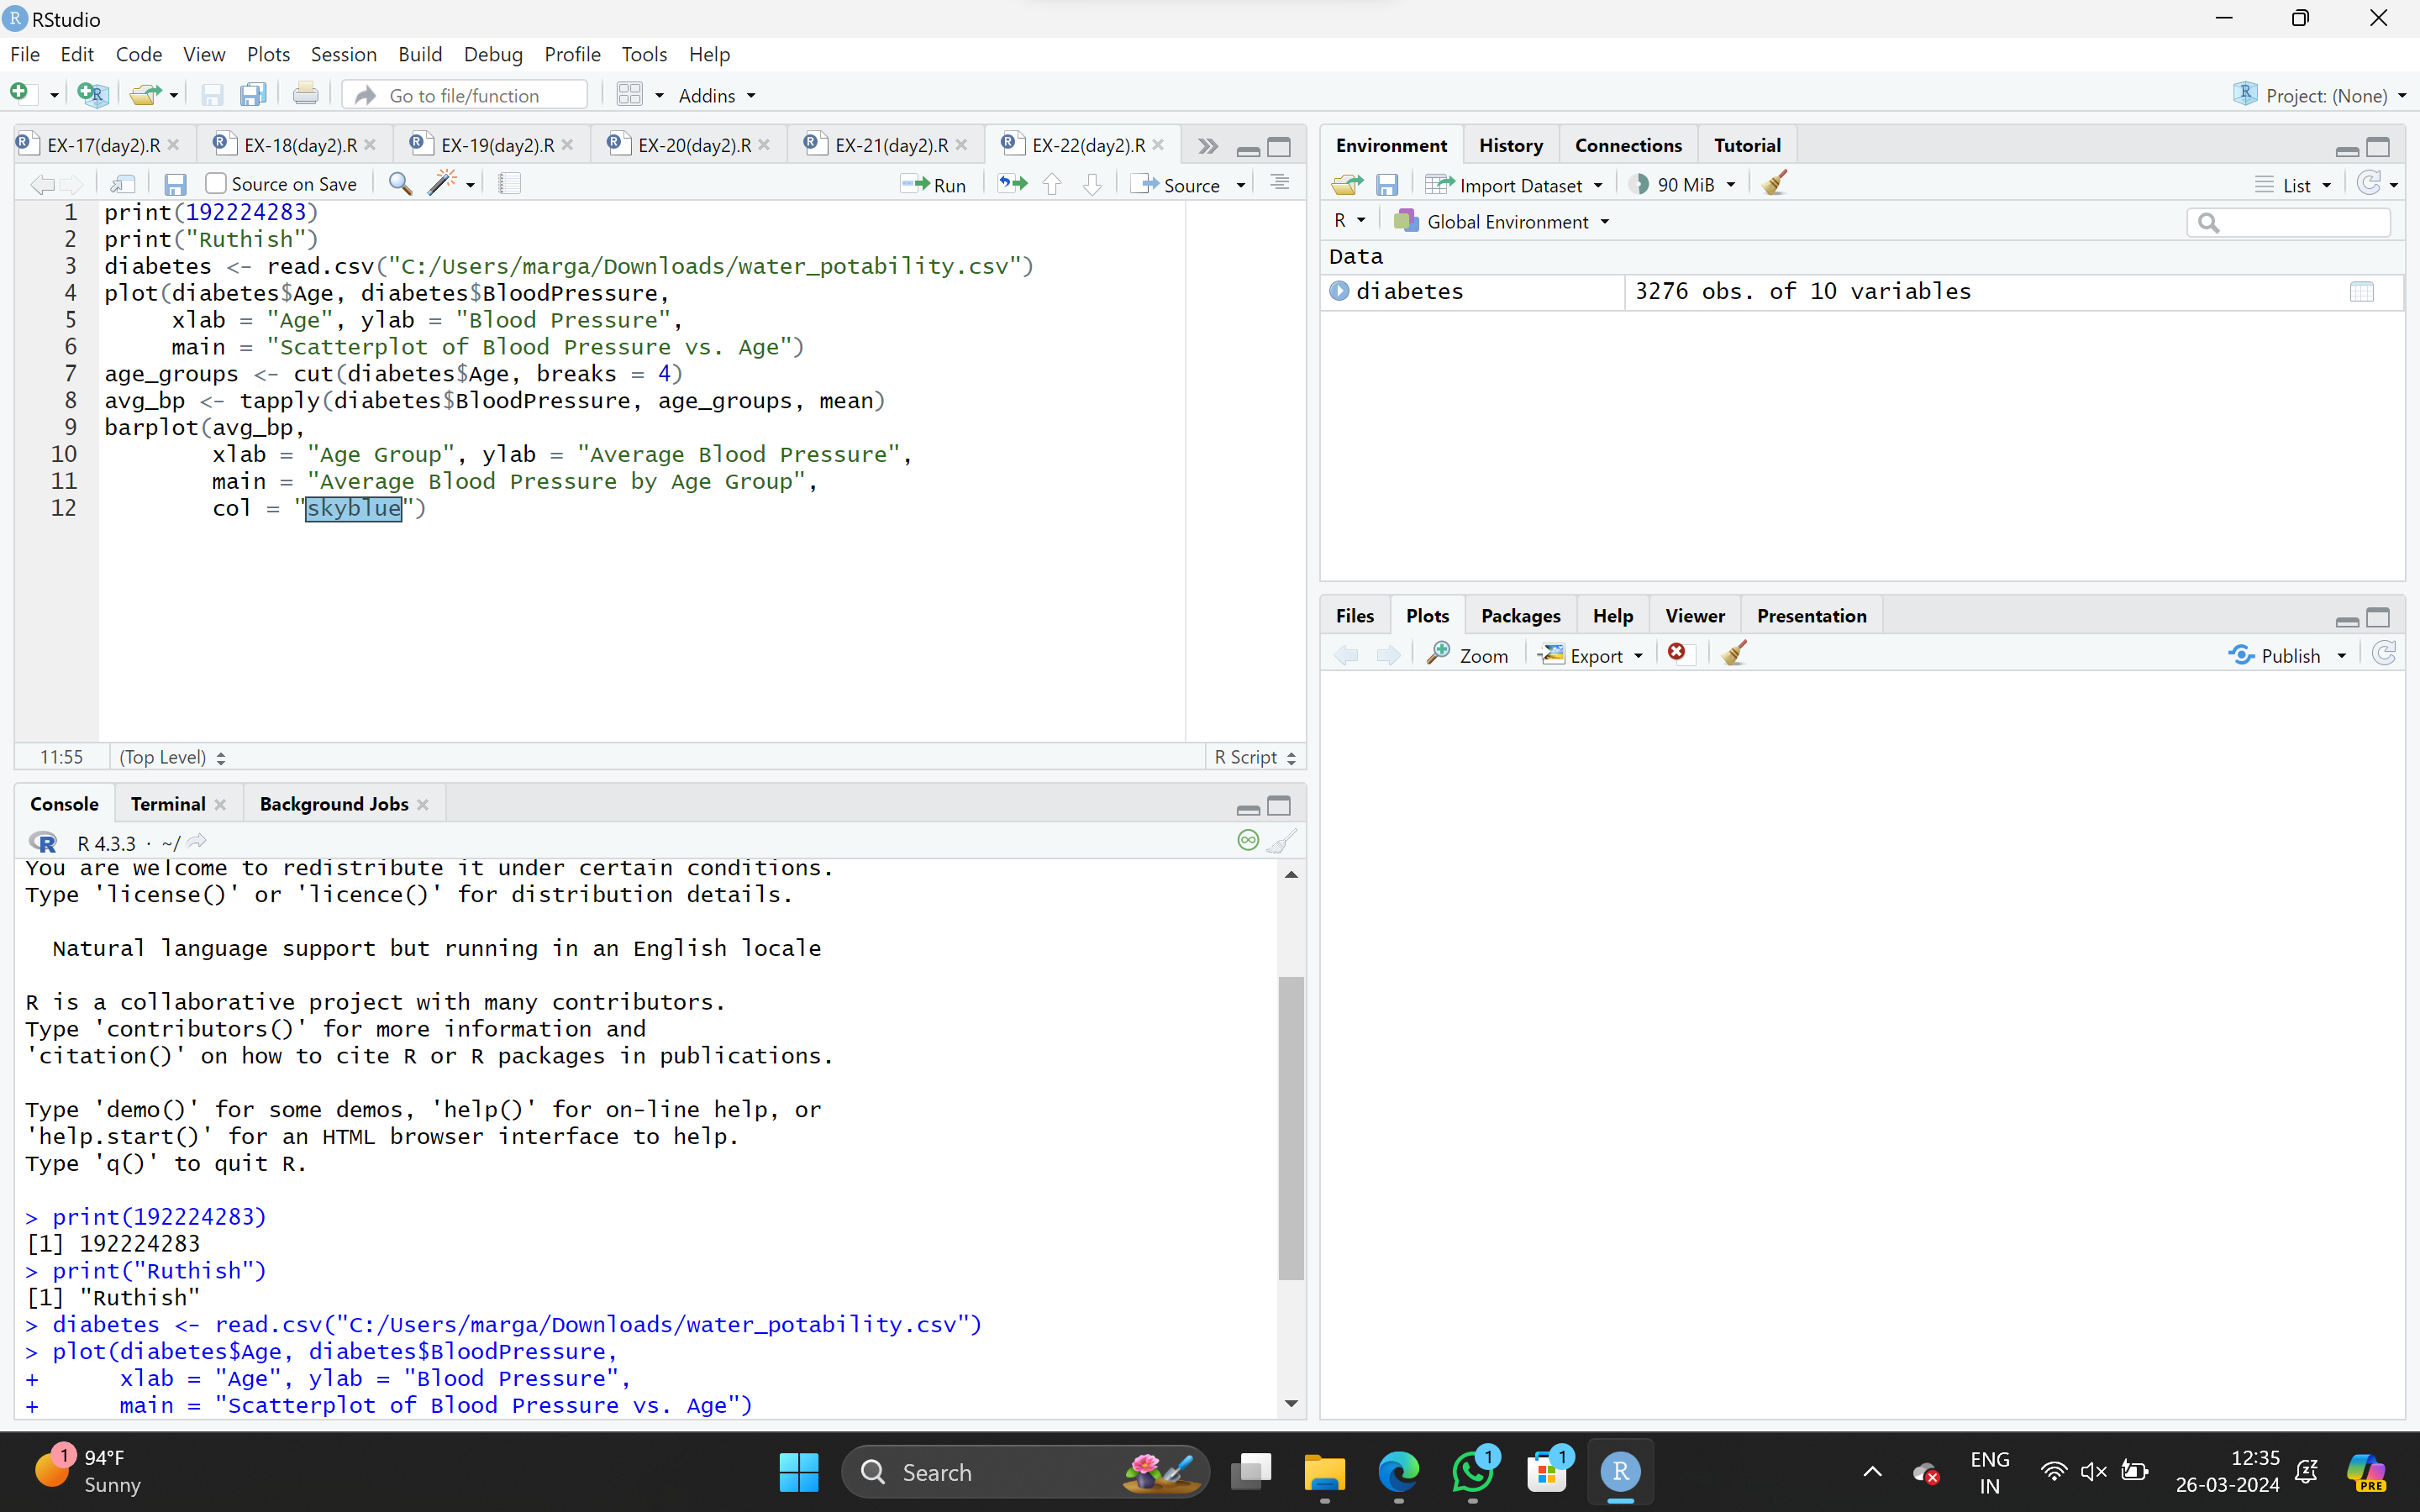 RStudio
File Edit Code View Plots Session Build Debug Profile Tools Help
Go to file/function Addins Project: (None)
EX-17(day2).R EX-18(day2).R EX-19(day2).R EX-20(day2).R EX-21(day2).R EX-22(day2).R
Source on Save Run Source
1 print(192224283)
2 print("Ruthish")
3 diabetes <- read.csv("C:/Users/marga/Downloads/water_potability.csv")
4 plot(diabetes$Age, diabetes$BloodPressure,
5 xlab = "Age", ylab = "Blood Pressure",
6 main = "Scatterplot of Blood Pressure vs. Age")
7 age_groups <- cut(diabetes$Age, breaks = 4)
8 avg_bp <- tapply(diabetes$BloodPressure, age_groups, mean)
9 barplot(avg_bp,
10 xlab = "Age Group", ylab = "Average Blood Pressure",
11 main = "Average Blood Pressure by Age Group",
12 col = "skyblue")
11:55 (Top Level) R Script
Console Terminal Background Jobs
R 4.3.3 · ~/
You are welcome to redistribute it under certain conditions.
Type 'license()' or 'licence()' for distribution details.
Natural language support but running in an English locale
R is a collaborative project with many contributors.
Type 'contributors()' for more information and
'citation()' on how to cite R or R packages in publications.
Type 'demo()' for some demos, 'help()' for on-line help, or
'help.start()' for an HTML browser interface to help.
Type 'q()' to quit R.
> print(192224283)
[1] 192224283
> print("Ruthish")
[1] "Ruthish"
> diabetes <- read.csv("C:/Users/marga/Downloads/water_potability.csv")
> plot(diabetes$Age, diabetes$BloodPressure,
+ xlab = "Age", ylab = "Blood Pressure",
+ main = "Scatterplot of Blood Pressure vs. Age")
Environment History Connections Tutorial
Import Dataset 90 MiB List
R Global Environment
Data
diabetes 3276 obs. of 10 variables
Files Plots Packages Help Viewer Presentation
Zoom Export Publish
1 94°F
Sunny
Search
1
1
R
ENG
IN
12:35
26-03-2024
PRE